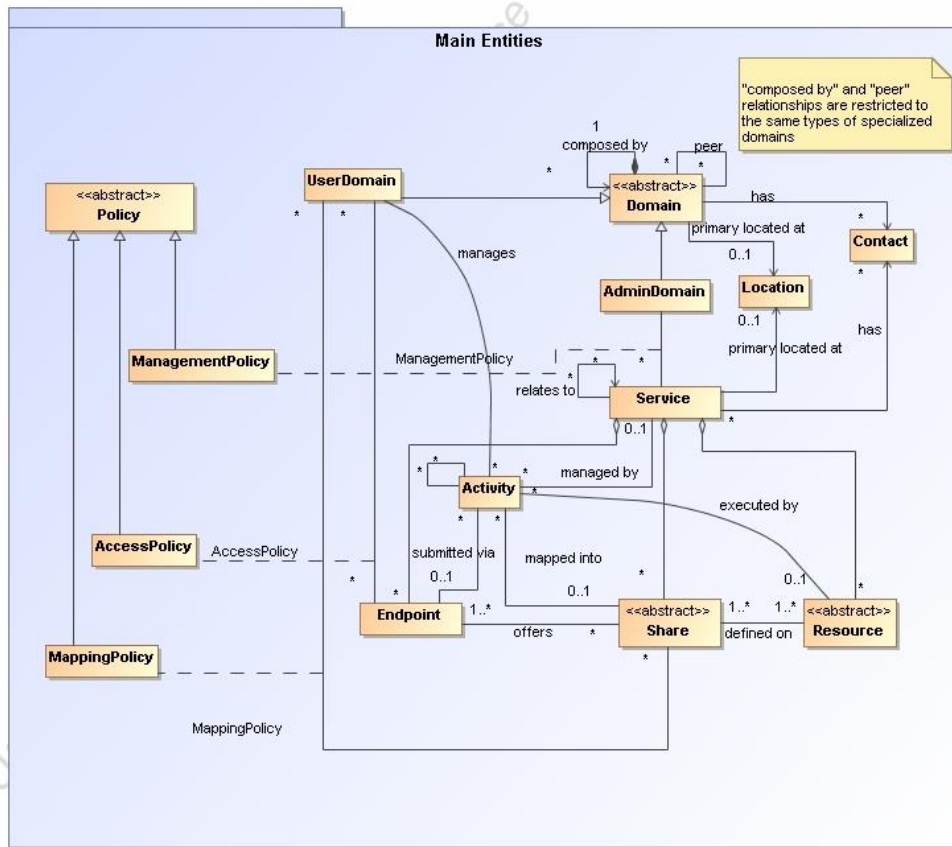 Main Entities
"composed by" and "peer"
relationships are restricted to
the same types of specialized
domains
1
composed by
peer
*
*
*
<<abstract>>
Domain
UserDomain
<<abstract>>
Policy
*
*
has
*
primary located at
0..1
Contact
*
manages
AdminDomain
Location
0..1
has
primary located at
ManagementPolicy
ManagementPolicy
*
*
*
relates to
Service
*
0..1
*
*
*
*
managed by
*
Activity
executed by
*
*
AccessPolicy
AccessPolicy
submitted via
mapped into
0..1
0..1
*
*
0..1
*
*
Endpoint
1..*
offers
*
<<abstract>>
Share
1..*
1..*
defined on
<<abstract>>
Resource
MappingPolicy
*
MappingPolicy